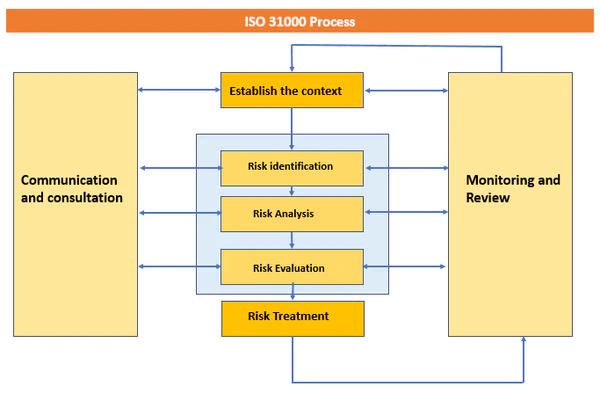 ISO 31000 Process
Establish the context
Communication
and consultation
Risk identification
Risk Analysis
Risk Evaluation
Risk Treatment
Monitoring and
Review